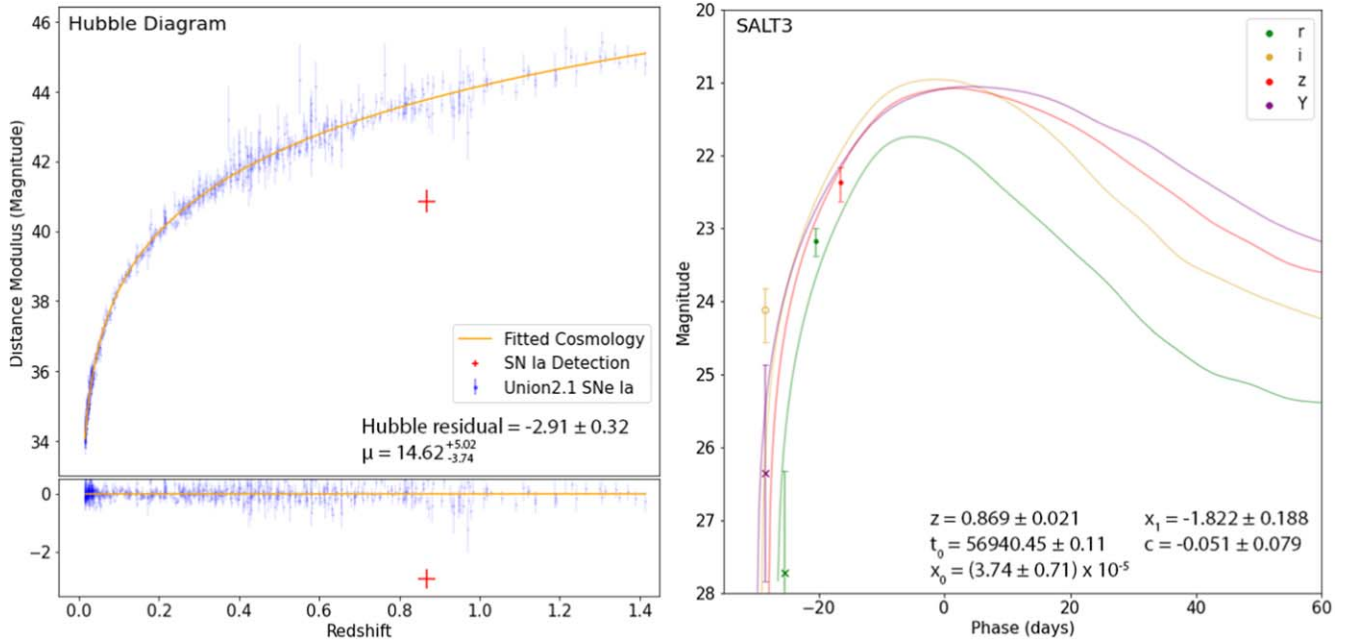 Hubble Diagram
46
44
42
40
38
36
34
Distance Modulus (Magnitude)
Fitted Cosmology
SN Ia Detection
Union2.1 SNe Ia
Hubble residual = -2.91 ± 0.32
μ = 14.62 +5.02 -3.74
0
−2
0.0 0.2 0.4 0.6 0.8 1.0 1.2 1.4
Redshift
SALT3
20
21
22
23
24
25
26
27
28
Magnitude
r
i
z
Y
z = 0.869 ± 0.021 x₁ = -1.822 ± 0.188
t₀ = 56940.45 ± 0.11 c = -0.051 ± 0.079
x₀ = (3.74 ± 0.71) x 10⁻⁵
−20 0 20 40 60
Phase (days)